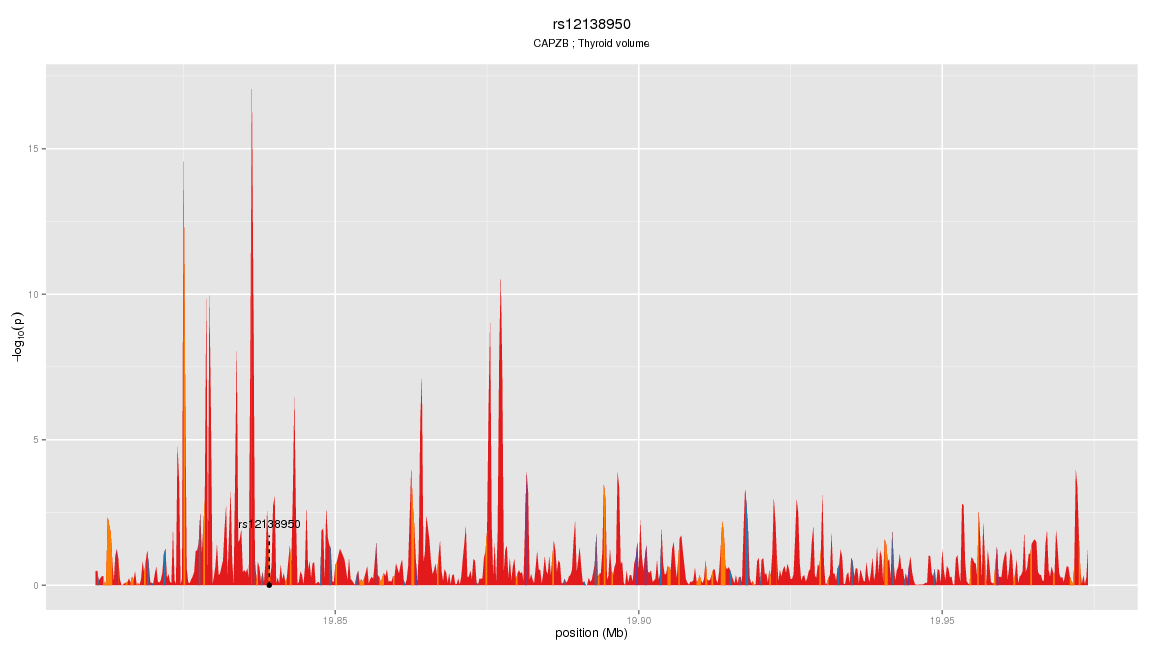 rs12138950
CAPZB ; Thyroid volume
15
10
5
0
−log10(p)
rs12138950
19.85
19.90
19.95
position (Mb)